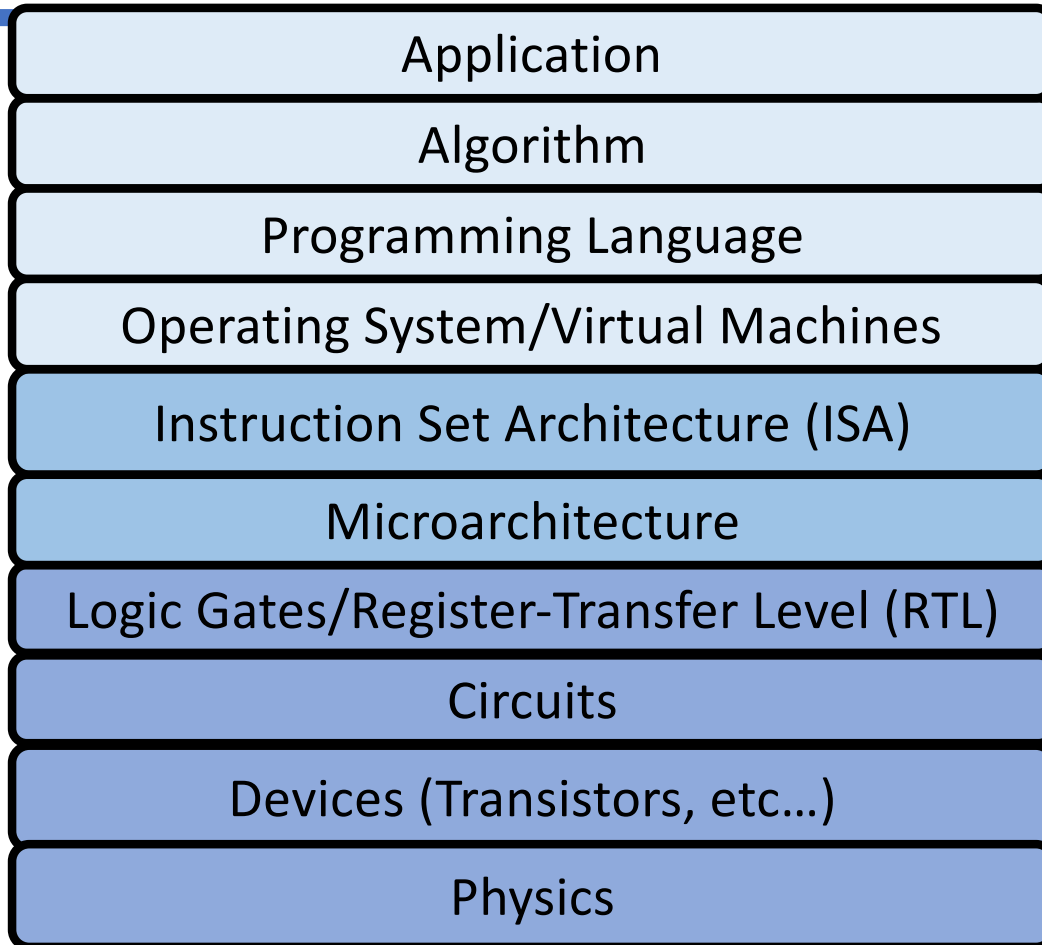 Application
Algorithm
Programming Language
Operating System/Virtual Machines
Instruction Set Architecture (ISA)
Microarchitecture
Logic Gates/Register-Transfer Level (RTL)
Circuits
Devices (Transistors, etc…)
Physics